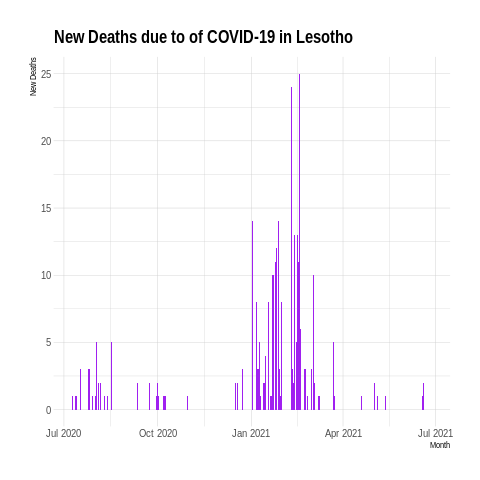 New Deaths due to of COVID-19 in Lesotho
New Deaths
25
20
15
10
5
0
Jul 2020 Oct 2020 Jan 2021 Apr 2021 Jul 2021
Month